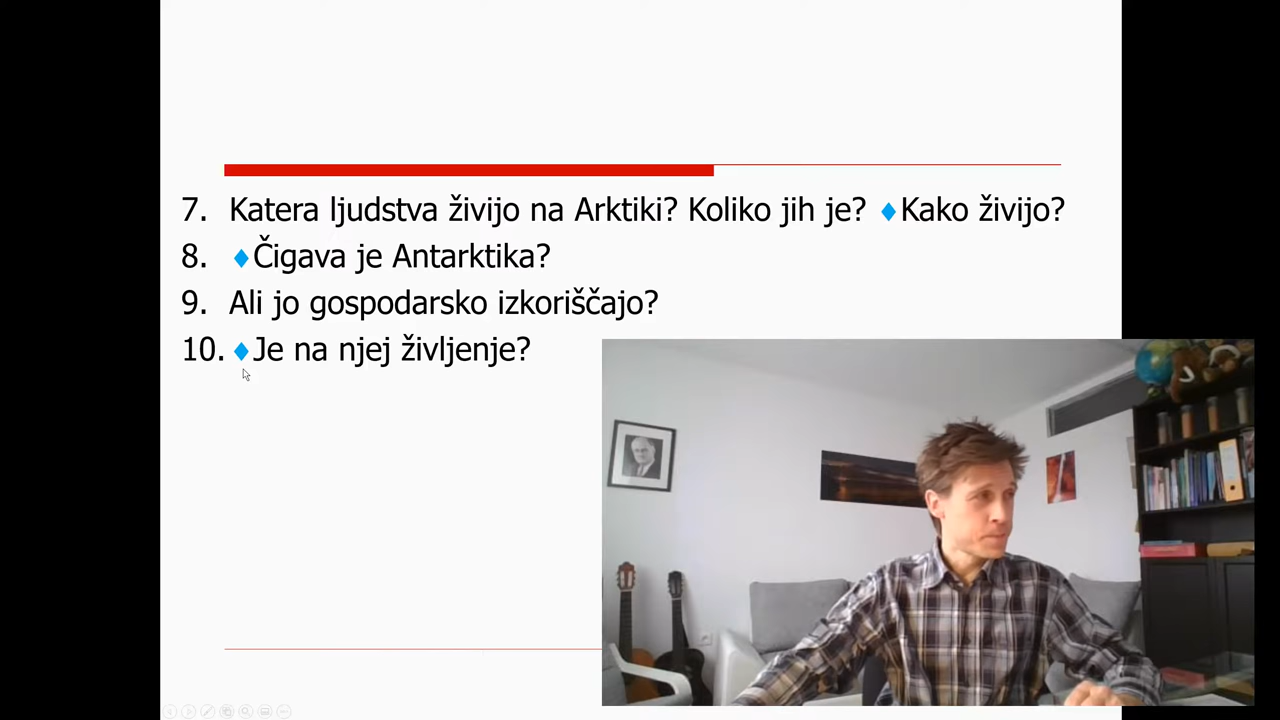 7. Katera ljudstva živijo na Arktiki? Koliko jih je? ♦Kako živijo?
8. ♦Čigava je Antarktika?
9. Ali jo gospodarsko izkoriščajo?
10. ♦Je na njej življenje?